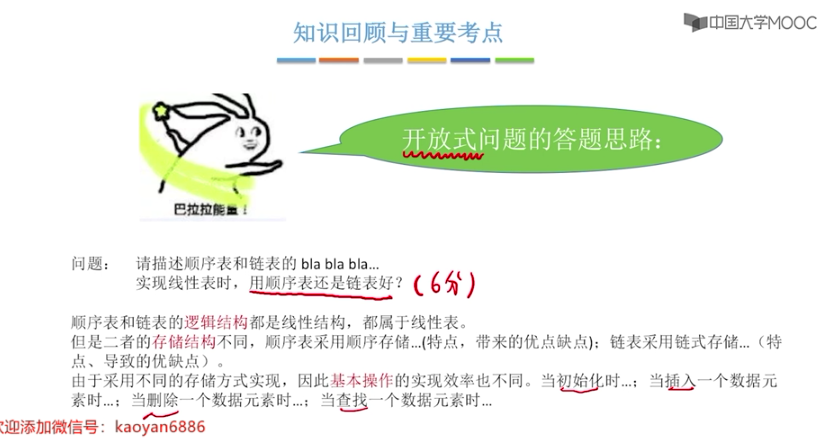 知识回顾与重要考点
中国大学MOOC
开放式问题的答题思路：
巴拉拉能量！
问题： 请描述顺序表和链表的 bla bla bla...
实现线性表时，用顺序表还是链表好？(6分)
顺序表和链表的逻辑结构都是线性结构，都属于线性表。
但是二者的存储结构不同，顺序表采用顺序存储...(特点，带来的优点缺点)；链表采用链式存储...（特
点、导致的优缺点）。
由于采用不同的存储方式实现，因此基本操作的实现效率也不同。当初始化时...；当插入一个数据元
素时...；当删除一个数据元素时...；当查找一个数据元素时...
欢迎添加微信号：kaoyan6886